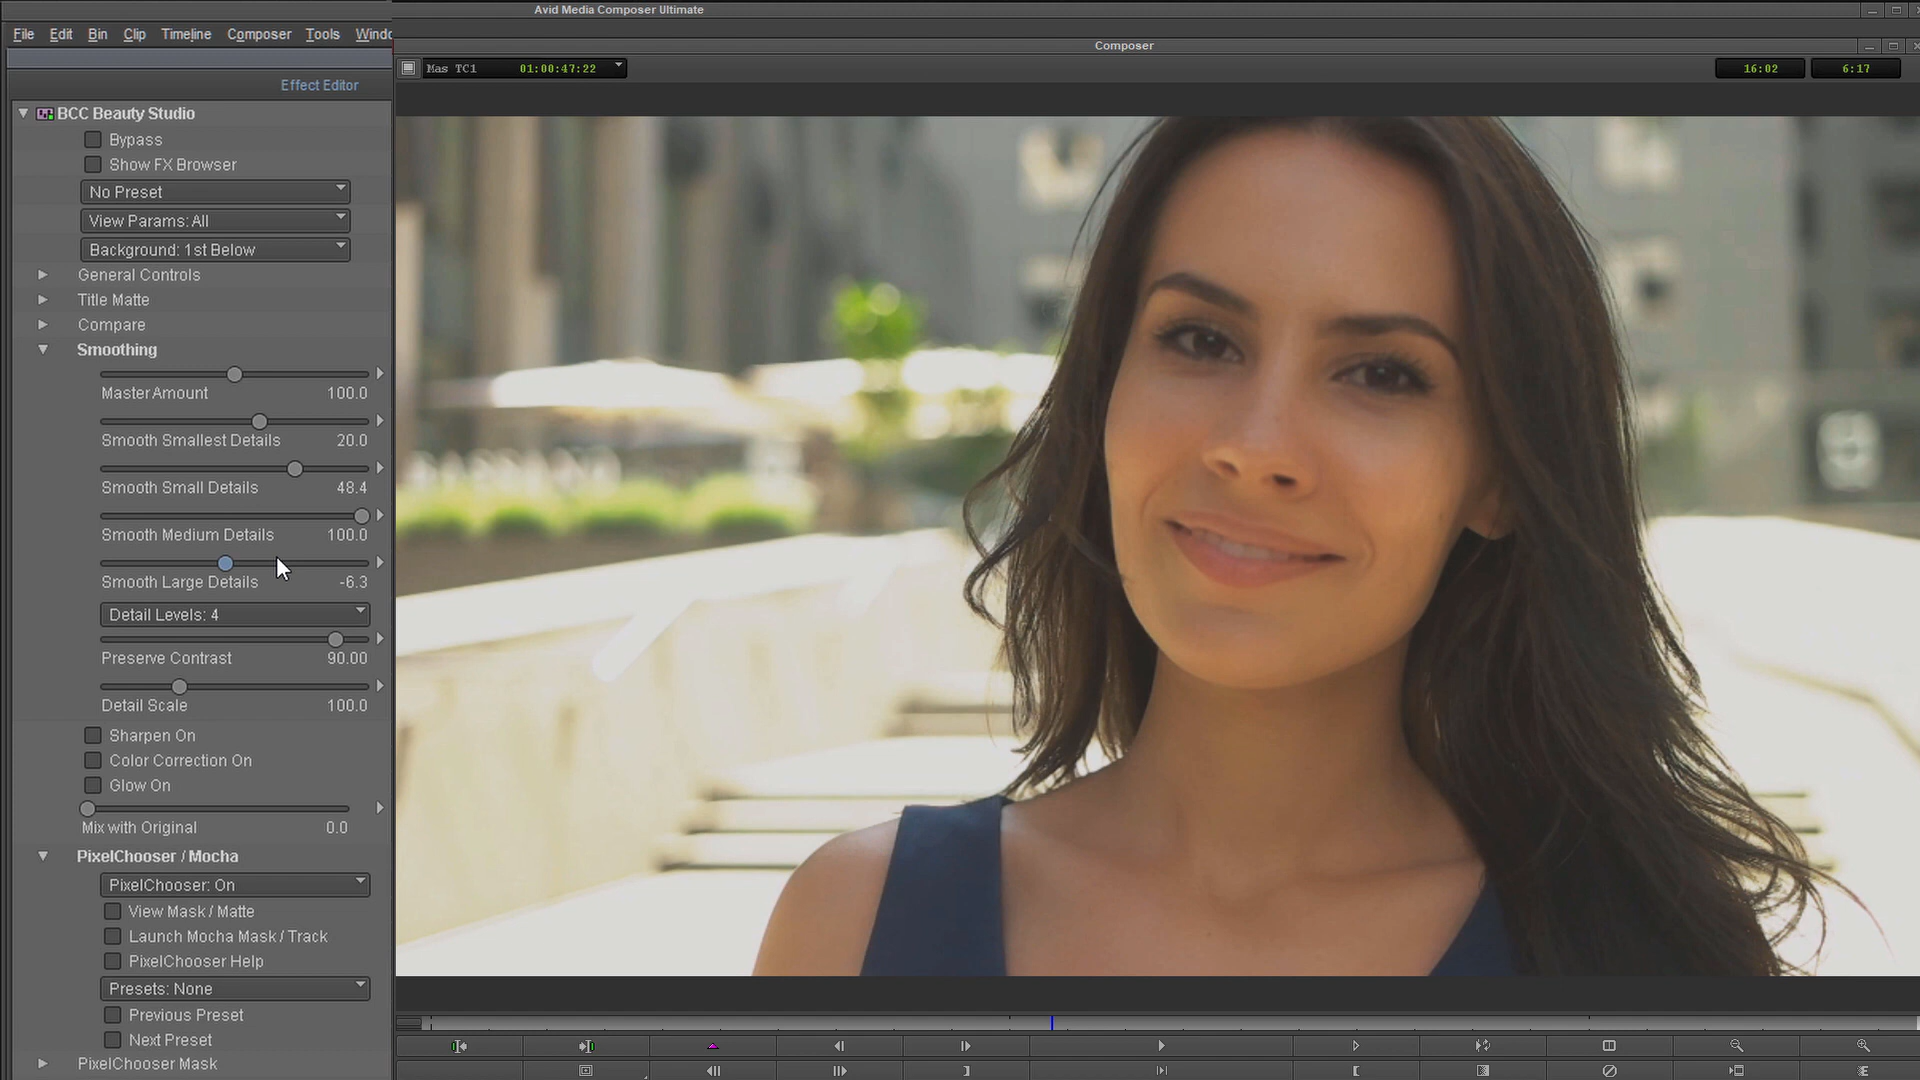 Avid Media Composer Ultimate
File Edit Bin Clip Timeline Composer Tools
Composer
Mas TC1 01:00:47:22
16:02
6:17
Effect Editor
BCC Beauty Studio
Bypass
Show FX Browser
No Preset
View Params: All
Background: 1st Below
General Controls
Title Matte
Compare
Smoothing
Master Amount 100.0
Smooth Smallest Details 20.0
Smooth Small Details 48.4
Smooth Medium Details 100.0
Smooth Large Details -6.3
Detail Levels: 4
Preserve Contrast 90.00
Detail Scale 100.0
Sharpen On
Color Correction On
Glow On
Mix with Original 0.0
PixelChooser / Mocha
PixelChooser: On
View Mask / Matte
Launch Mocha Mask / Track
PixelChooser Help
Presets: None
Previous Preset
Next Preset
PixelChooser Mask